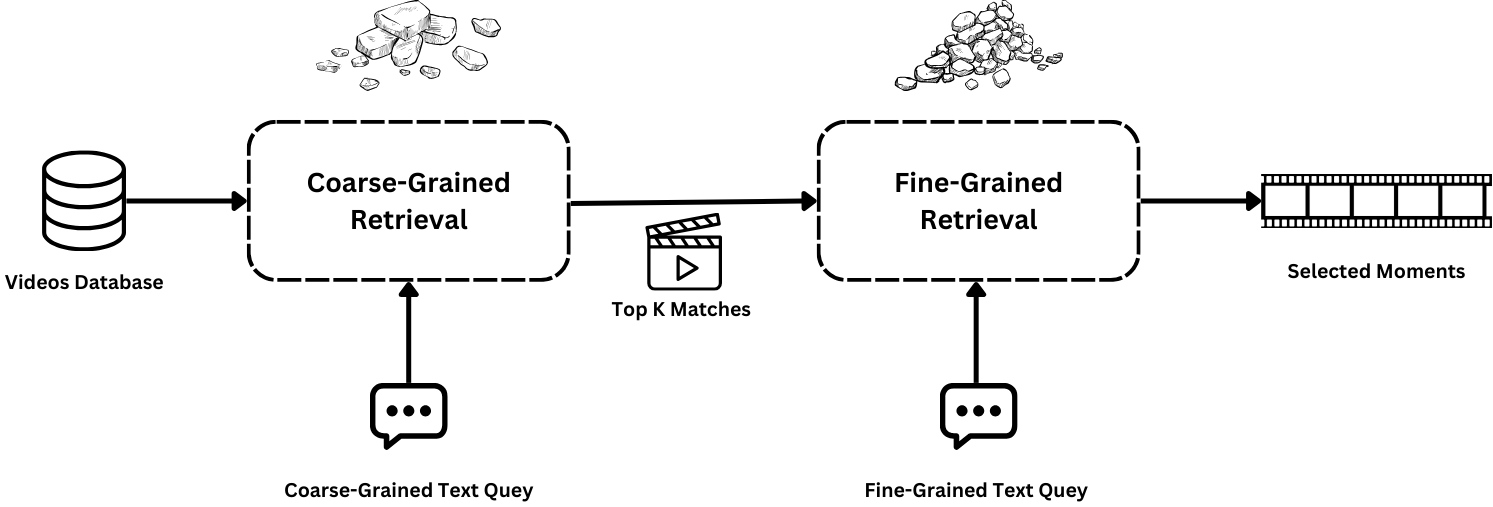 Coarse-Grained
Retrieval
Fine-Grained
Retrieval
Videos Database
Top K Matches
Selected Moments
Coarse-Grained Text Quey
Fine-Grained Text Quey